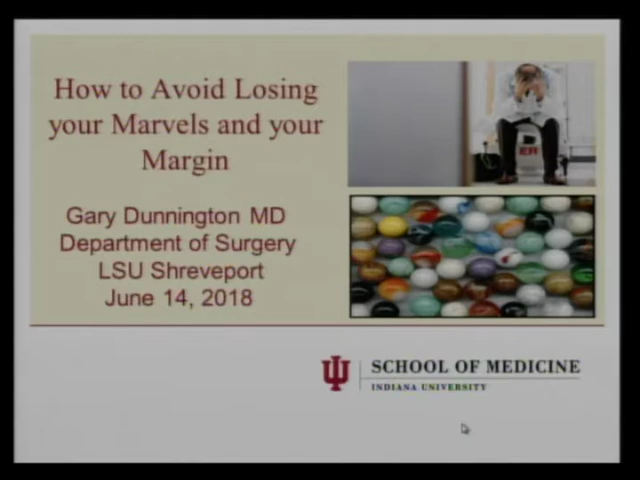 How to Avoid Losing
your Marvels and your
Margin
Gary Dunnington MD
Department of Surgery
LSU Shreveport
June 14, 2018
ER
SCHOOL OF MEDICINE
INDIANA UNIVERSITY